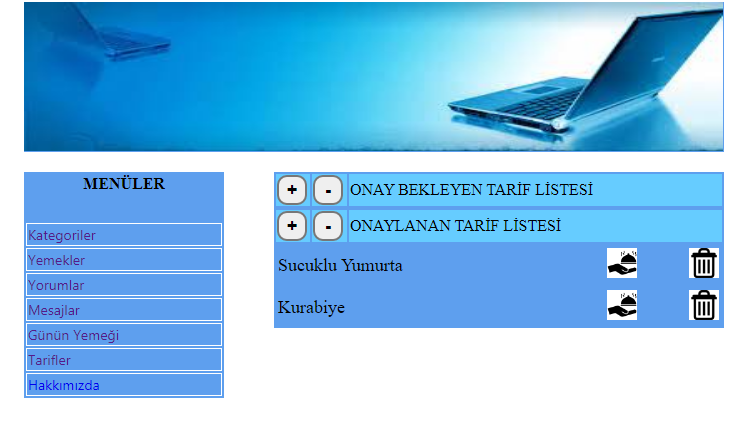 MENÜLER
Kategoriler
Yemekler
Yorumlar
Mesajlar
Günün Yemeği
Tarifler
Hakkımızda
+ - ONAY BEKLEYEN TARİF LİSTESİ
+ - ONAYLANAN TARİF LİSTESİ
Sucuklu Yumurta
Kurabiye